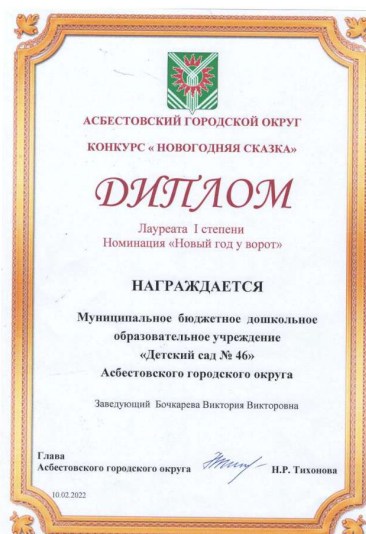 АСБЕСТОВСКИЙ ГОРОДСКОЙ ОКРУГ
КОНКУРС « НОВОГОДНЯЯ СКАЗКА»
ДИПЛОМ
Лауреата I степени
Номинация «Новый год у ворот»
НАГРАЖДАЕТСЯ
Муниципальное бюджетное дошкольное
образовательное учреждение
«Детский сад № 46»
Асбестовского городского округа
Заведующий Бочкарева Виктория Викторовна
Глава
Асбестовского городского округа Н.Р. Тихонова
10.02.2022